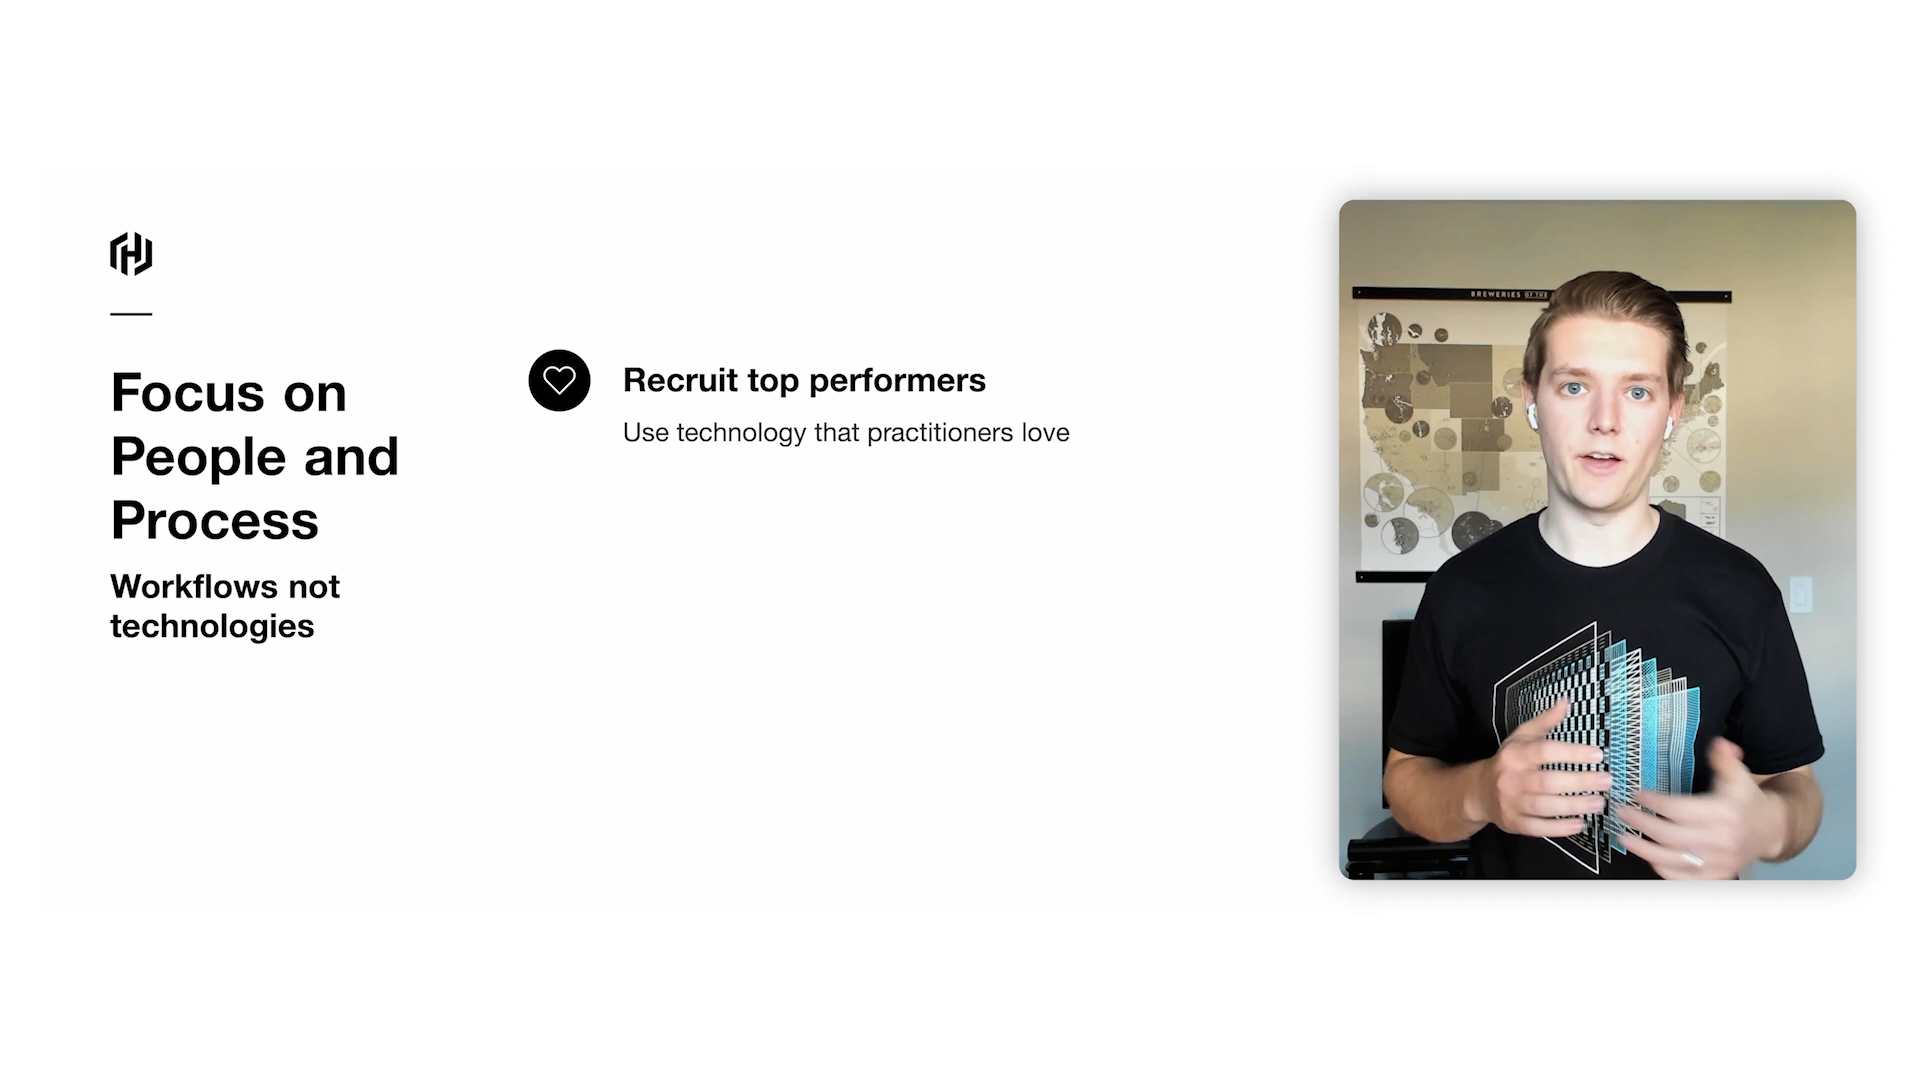 Focus on
People and
Process
Workflows not
technologies
Recruit top performers
Use technology that practitioners love
BREWERIES OF THE